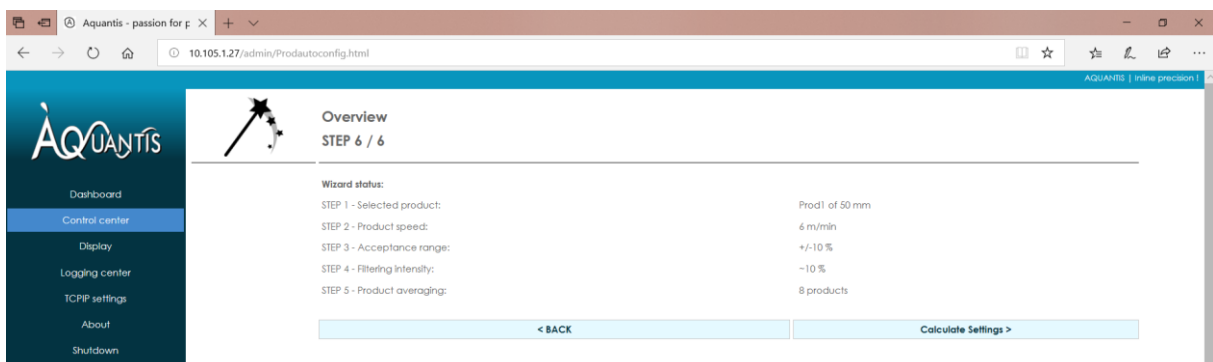 Aquantis - passion for p
10.105.1.27/admin/Prodautoconfig.html
AQUANTIS | Inline precision !
AQUANTIS
Overview
STEP 6 / 6
Dashboard
Control center
Display
Logging center
TCPIP settings
About
Shutdown
Wizard status:
STEP 1 - Selected product: Prod1 of 50 mm
STEP 2 - Product speed: 6 m/min
STEP 3 - Acceptance range: +/-10 %
STEP 4 - Filtering intensity: ~10 %
STEP 5 - Product averaging: 8 products
< BACK
Calculate Settings >